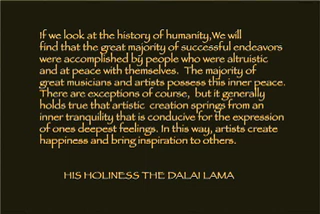 If we look at the history of humanity,We will
find that the great majority of successful endeavors
were accomplished by people who were altruistic
and at peace with themselves. The majority of
great musicians and artists possess this inner peace.
There are exceptions of course, but it generally
holds true that artistic creation springs from an
inner tranquility that is conducive for the expression
of ones deepest feelings. In this way, artists create
happiness and bring inspiration to others.
HIS HOLINESS THE DALAI LAMA